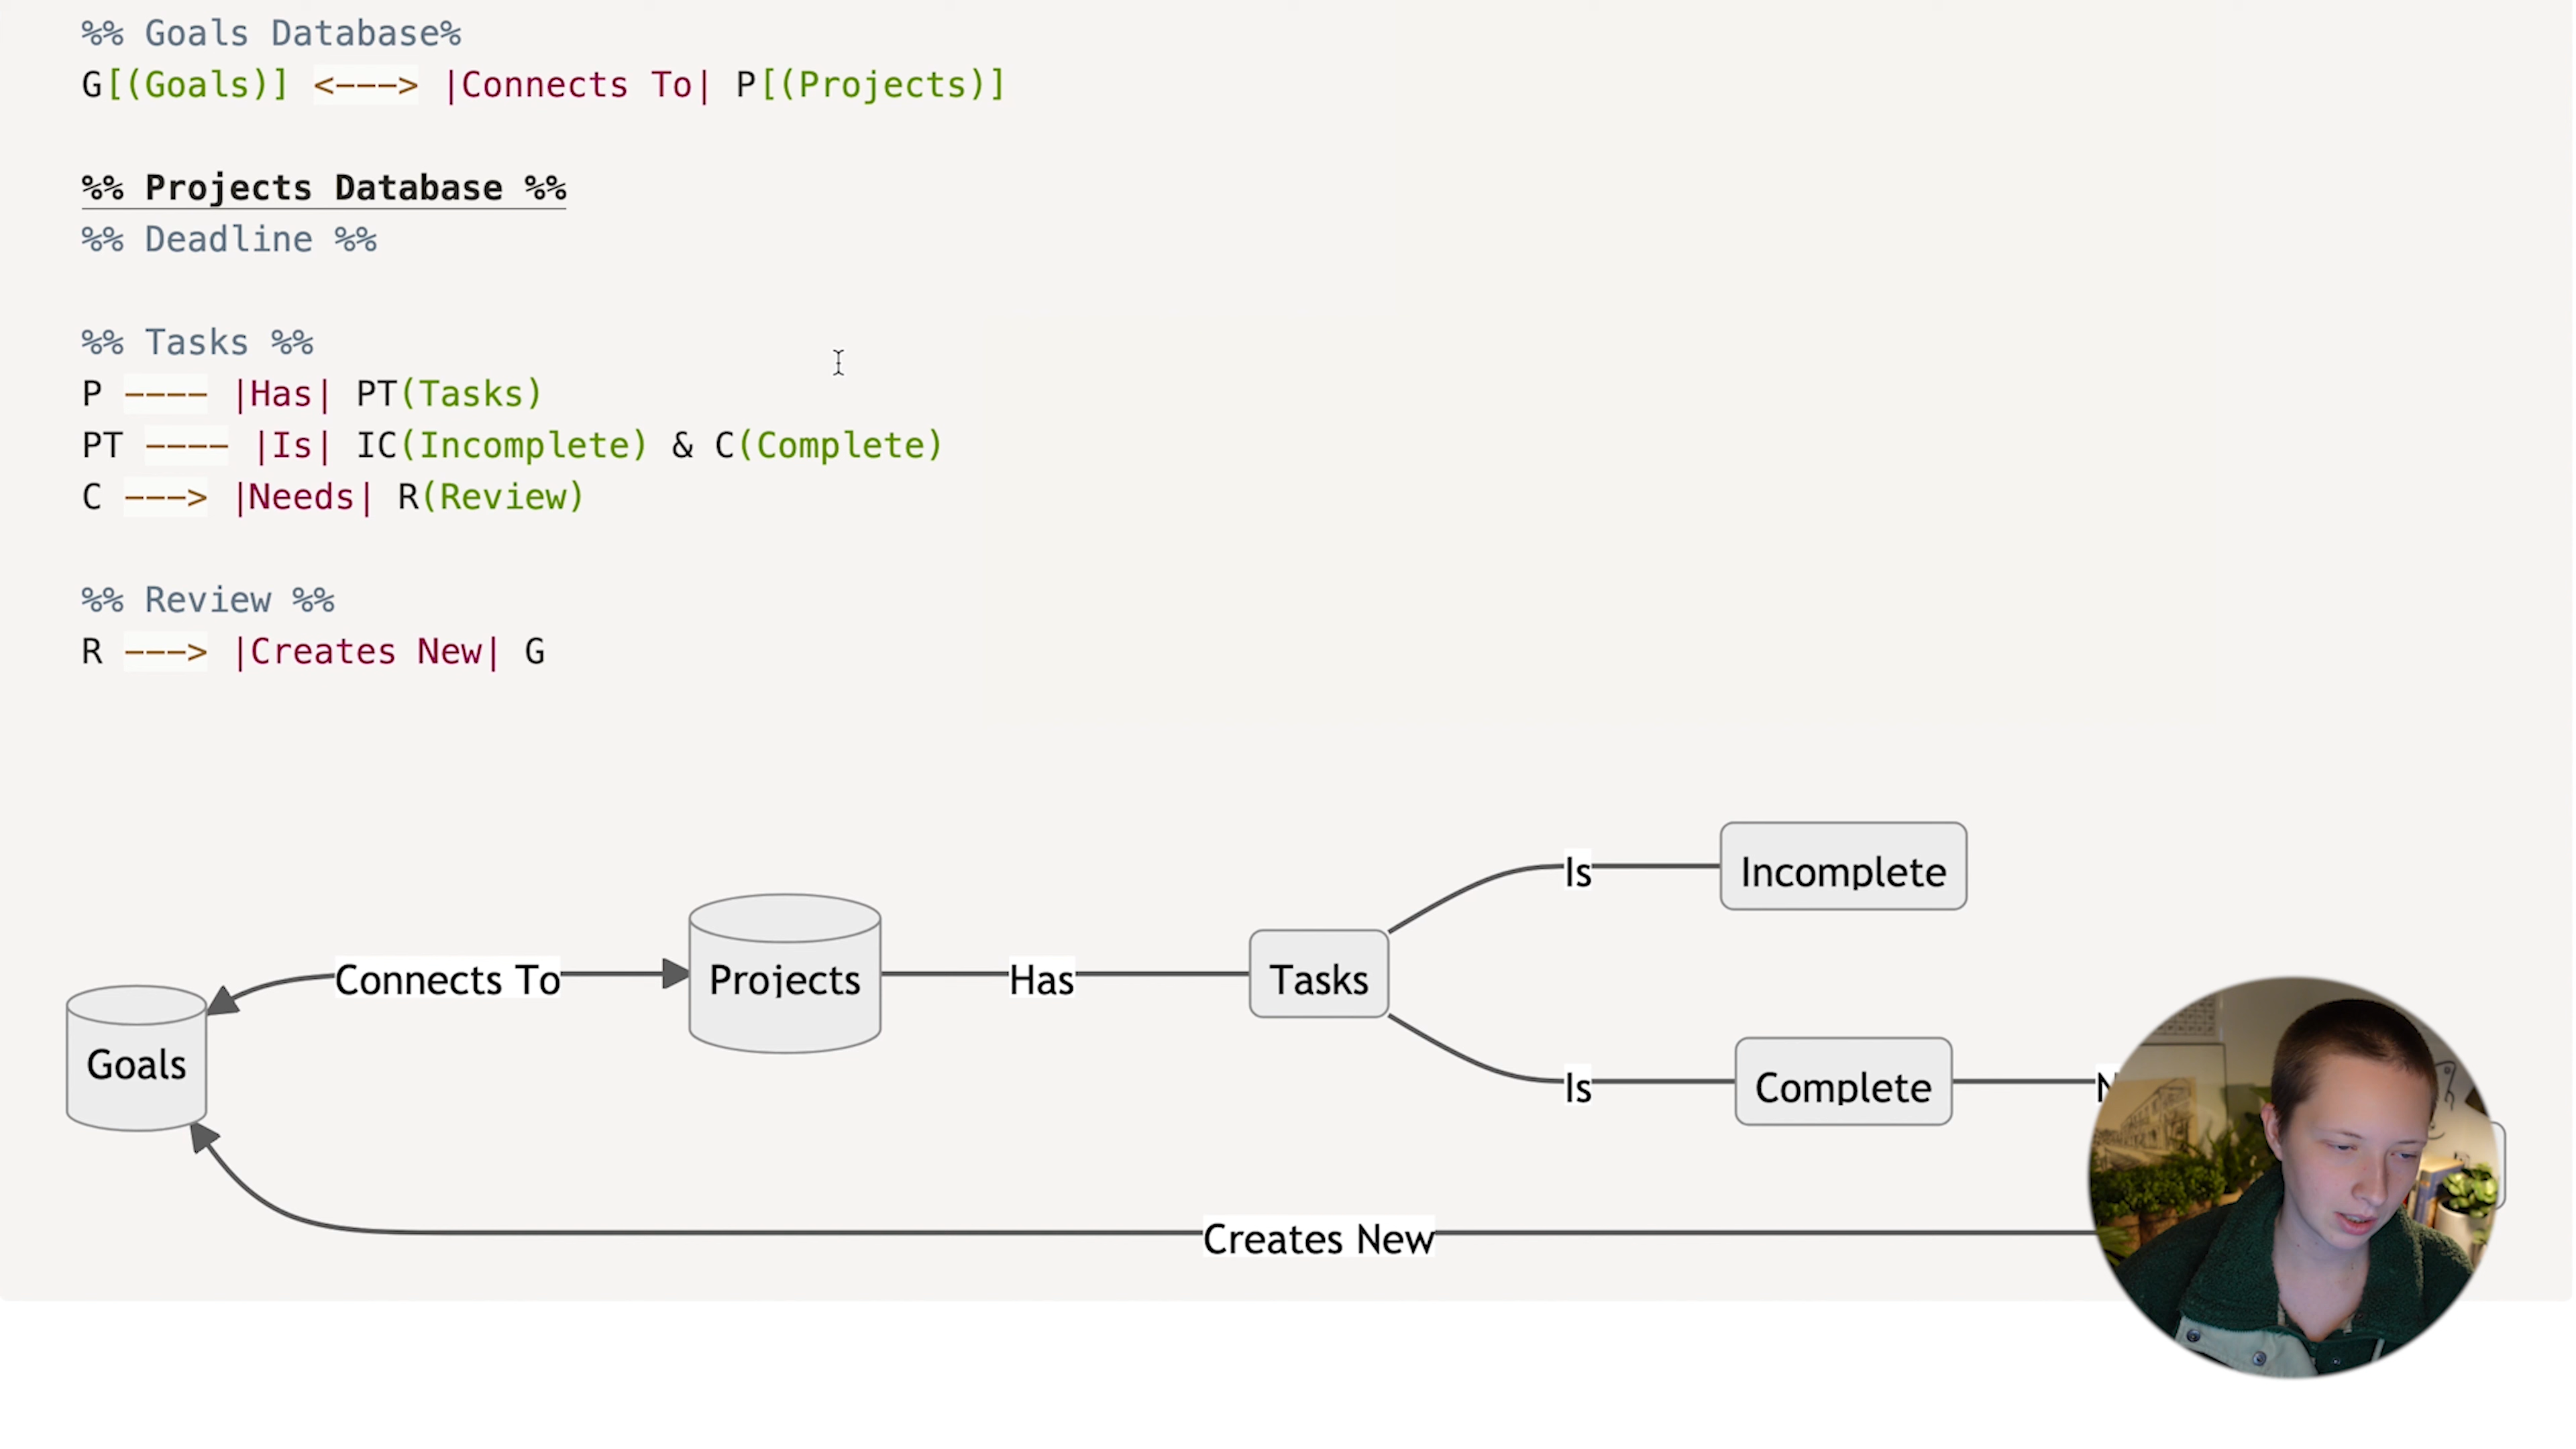 %% Goals Database%
G[(Goals)] <---> |Connects To| P[(Projects)]
%% Projects Database %%
%% Deadline %%
%% Tasks %%
P ---- |Has| PT(Tasks)
PT ---- |Is| IC(Incomplete) & C(Complete)
C ---> |Needs| R(Review)
%% Review %%
R ---> |Creates New| G
Is
Incomplete
Connects To
Projects
Has
Tasks
Goals
Is
Complete
Creates New